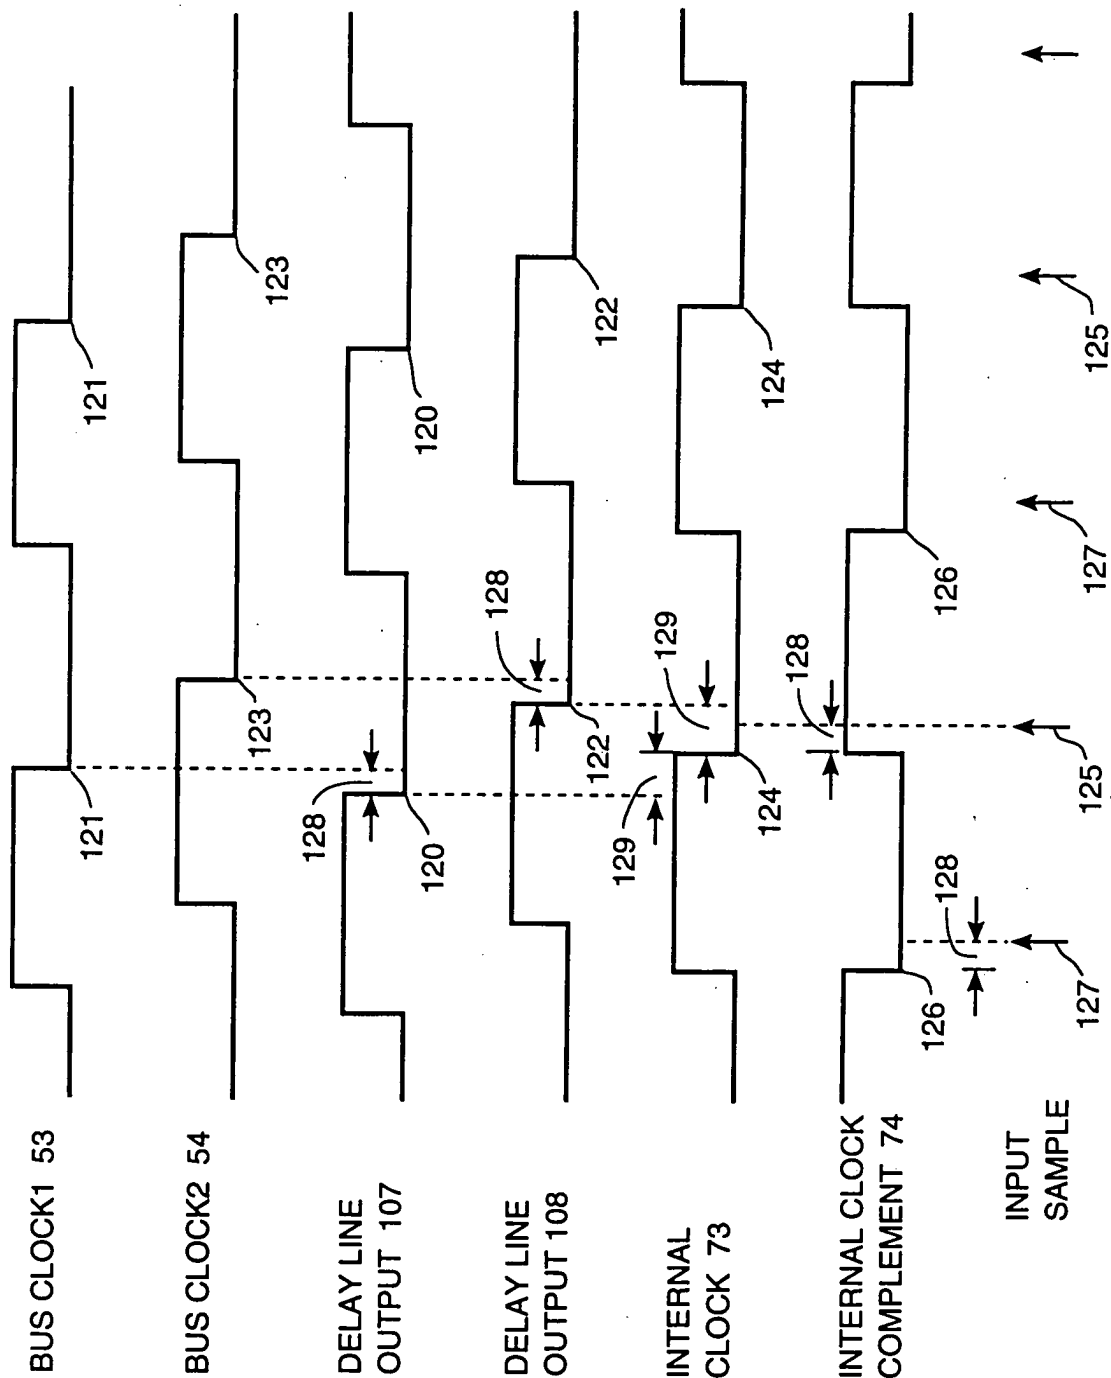 BUS CLOCK1 53
121
121
BUS CLOCK2 54
123
123
DELAY LINE
OUTPUT 107
128
120
120
DELAY LINE
OUTPUT 108
128
122
122
INTERNAL
CLOCK 73
129
129
124
124
INTERNAL CLOCK
COMPLEMENT 74
128
126
126
128
INPUT
SAMPLE
127
125
127
125